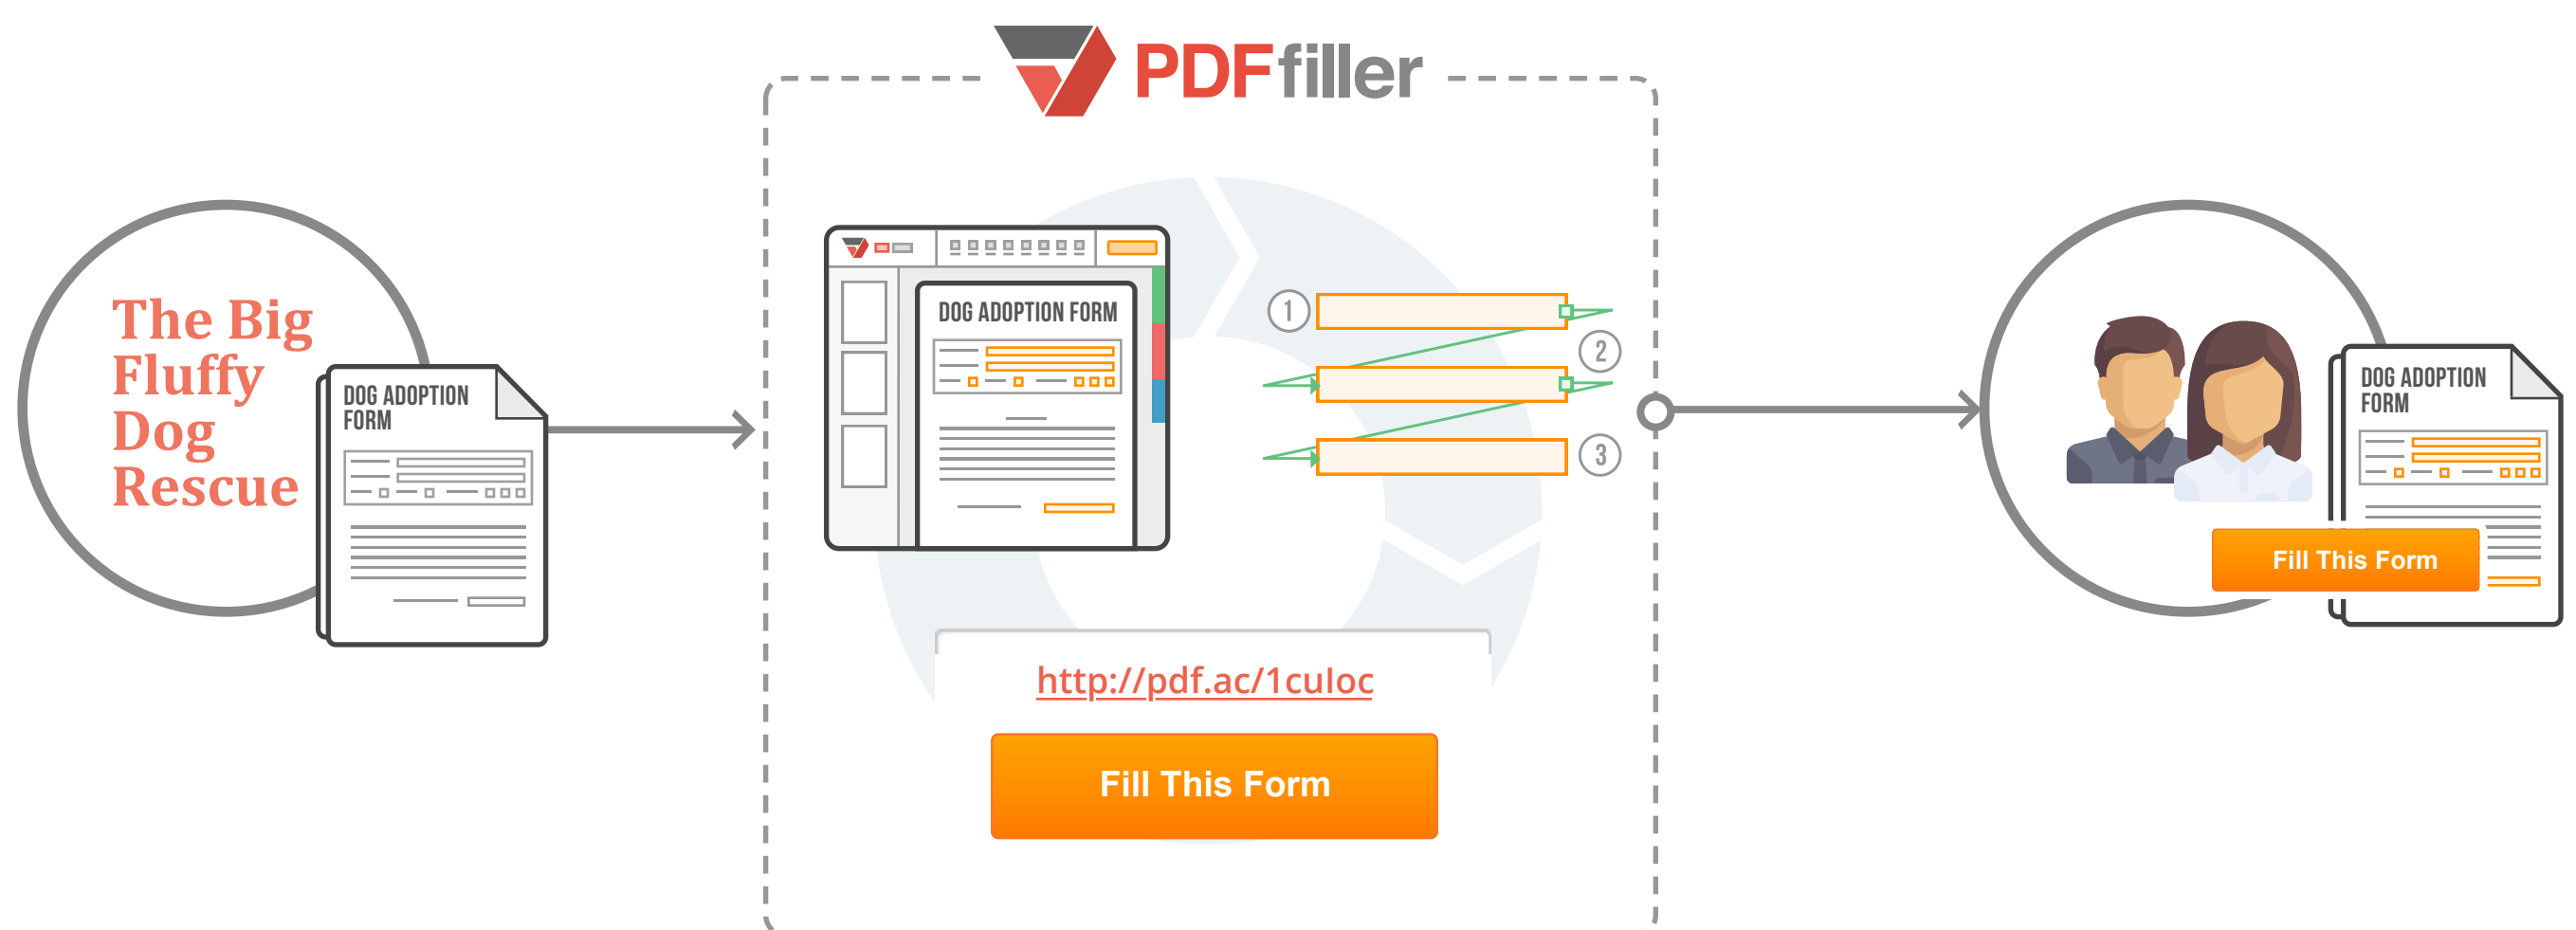 PDFfiller
The Big
Fluffy
Dog
Rescue
DOG ADOPTION
FORM
DOG ADOPTION FORM
1
2
3
http://pdf.ac/1culoc
Fill This Form
DOG ADOPTION
FORM
Fill This Form